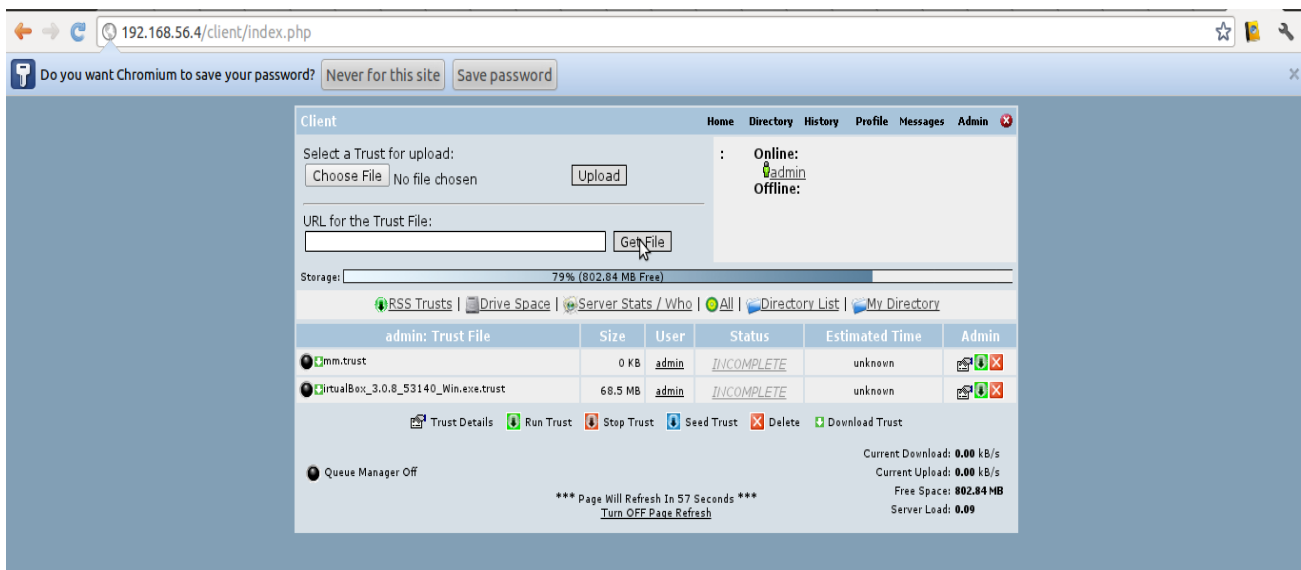 192.168.56.4/client/index.php
Do you want Chromium to save your password? Never for this site Save password
Client Home Directory History Profile Messages Admin
Select a Trust for upload:
Choose File No file chosen Upload
: Online:
admin
Offline:
URL for the Trust File:
Get File
Storage: 79% (802.84 MB Free)
RSS Trusts | Drive Space | Server Stats / Who | All | Directory List | My Directory
admin: Trust File Size User Status Estimated Time Admin
mm.trust 0 KB admin INCOMPLETE unknown
irtualBox_3.0.8_53140_Win.exe.trust 68.5 MB admin INCOMPLETE unknown
Trust Details Run Trust Stop Trust Seed Trust Delete Download Trust
Queue Manager Off
*** Page Will Refresh In 57 Seconds ***
Turn OFF Page Refresh
Current Download: 0.00 kB/s
Current Upload: 0.00 kB/s
Free Space: 802.84 MB
Server Load: 0.09